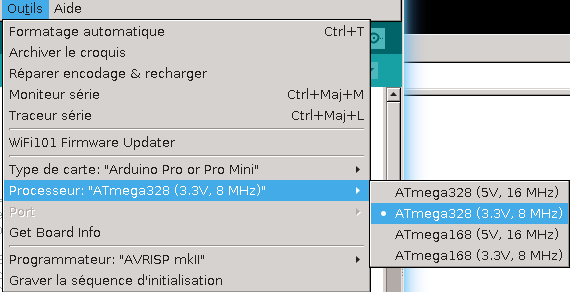 Outils Aide
Formatage automatique Ctrl+T
Archiver le croquis
Réparer encodage & recharger
Moniteur série Ctrl+Maj+M
Traceur série Ctrl+Maj+L
WiFi101 Firmware Updater
Type de carte: "Arduino Pro or Pro Mini"
Processeur: "ATmega328 (3.3V, 8 MHz)"
Port
Get Board Info
Programmateur: "AVRISP mkII"
Graver la séquence d'initialisation
ATmega328 (5V, 16 MHz)
ATmega328 (3.3V, 8 MHz)
ATmega168 (5V, 16 MHz)
ATmega168 (3.3V, 8 MHz)